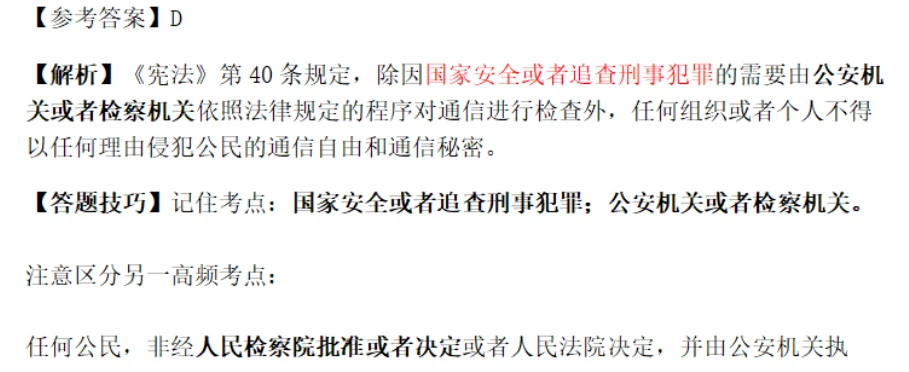 【参考答案】D
【解析】《宪法》第 40 条规定，除因国家安全或者追查刑事犯罪的需要由公安机
关或者检察机关依照法律规定的程序对通信进行检查外，任何组织或者个人不得
以任何理由侵犯公民的通信自由和通信秘密。
【答题技巧】记住考点：国家安全或者追查刑事犯罪；公安机关或者检察机关。
注意区分另一高频考点：
任何公民，非经人民检察院批准或者决定或者人民法院决定，并由公安机关执